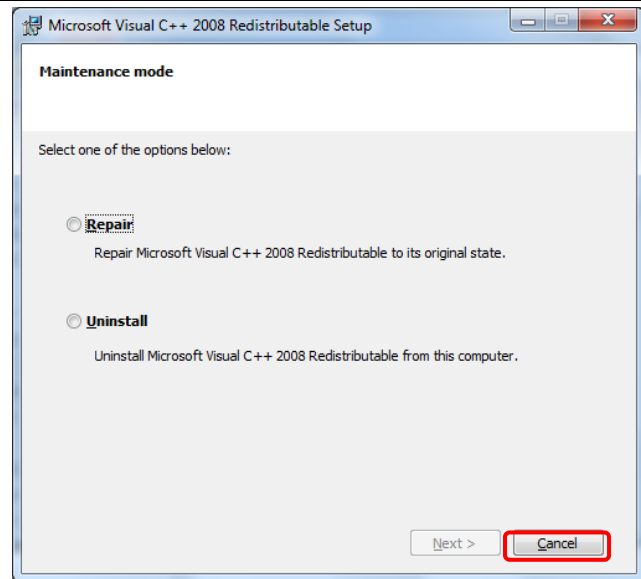 Microsoft Visual C++ 2008 Redistributable Setup
Maintenance mode
Select one of the options below:
Repair
Repair Microsoft Visual C++ 2008 Redistributable to its original state.
Uninstall
Uninstall Microsoft Visual C++ 2008 Redistributable from this computer.
Next > Cancel